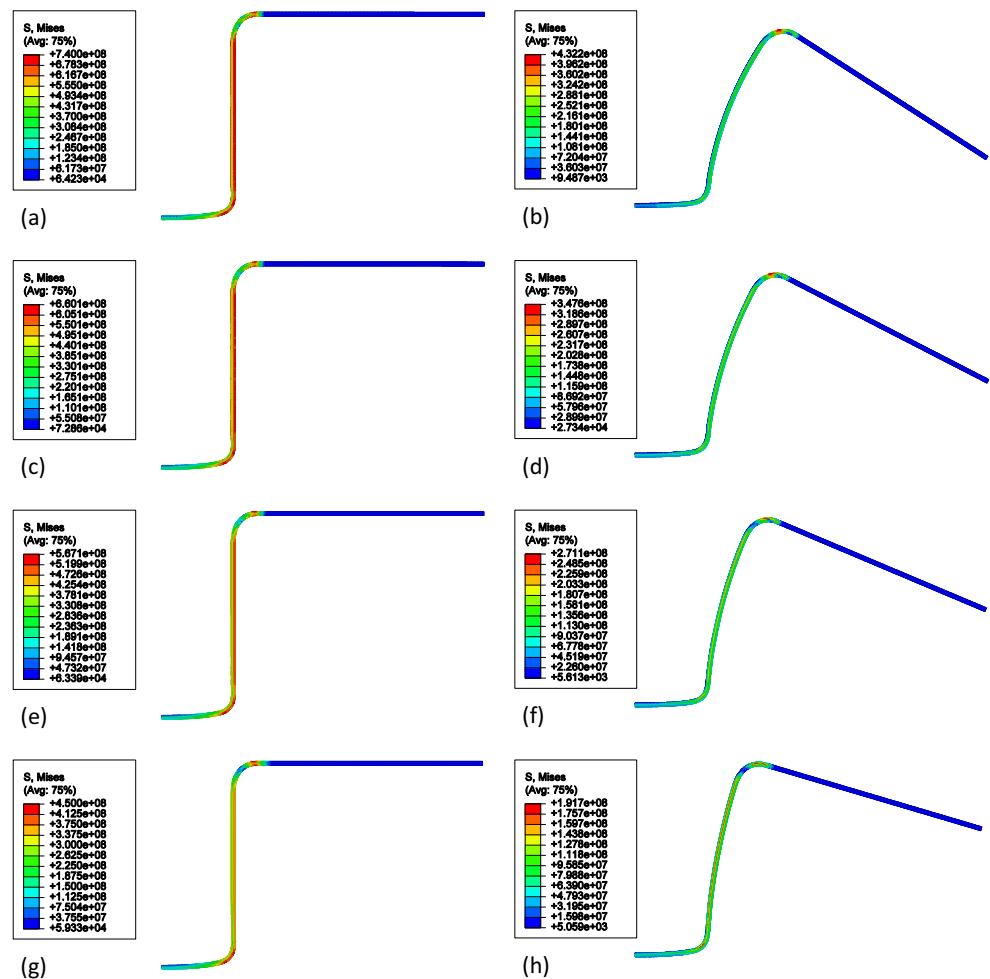 S, Mises
(Avg: 75%)
+7.400e+08
+6.783e+08
+6.167e+08
+5.550e+08
+4.934e+08
+4.317e+08
+3.700e+08
+3.084e+08
+2.467e+08
+1.850e+08
+1.234e+08
+6.173e+07
+6.423e+04
(a)
S, Mises
(Avg: 75%)
+4.322e+08
+3.962e+08
+3.602e+08
+3.242e+08
+2.881e+08
+2.521e+08
+2.161e+08
+1.801e+08
+1.441e+08
+1.081e+08
+7.204e+07
+3.603e+07
+9.487e+03
(b)
S, Mises
(Avg: 75%)
+6.601e+08
+6.051e+08
+5.501e+08
+4.951e+08
+4.401e+08
+3.851e+08
+3.301e+08
+2.751e+08
+2.201e+08
+1.651e+08
+1.101e+08
+5.508e+07
+7.286e+04
(c)
S, Mises
(Avg: 75%)
+3.476e+08
+3.186e+08
+2.897e+08
+2.607e+08
+2.317e+08
+2.028e+08
+1.738e+08
+1.448e+08
+1.159e+08
+8.692e+07
+5.796e+07
+2.899e+07
+2.734e+04
(d)
S, Mises
(Avg: 75%)
+5.671e+08
+5.199e+08
+4.726e+08
+4.254e+08
+3.781e+08
+3.308e+08
+2.836e+08
+2.363e+08
+1.891e+08
+1.418e+08
+9.457e+07
+4.732e+07
+6.339e+04
(e)
S, Mises
(Avg: 75%)
+2.711e+08
+2.485e+08
+2.259e+08
+2.033e+08
+1.807e+08
+1.581e+08
+1.356e+08
+1.130e+08
+9.037e+07
+6.778e+07
+4.519e+07
+2.260e+07
+5.613e+03
(f)
S, Mises
(Avg: 75%)
+4.500e+08
+4.125e+08
+3.750e+08
+3.375e+08
+3.000e+08
+2.625e+08
+2.250e+08
+1.875e+08
+1.500e+08
+1.125e+08
+7.504e+07
+3.755e+07
+5.933e+04
(g)
S, Mises
(Avg: 75%)
+1.917e+08
+1.757e+08
+1.597e+08
+1.438e+08
+1.278e+08
+1.118e+08
+9.585e+07
+7.988e+07
+6.390e+07
+4.793e+07
+3.195e+07
+1.598e+07
+5.059e+03
(h)